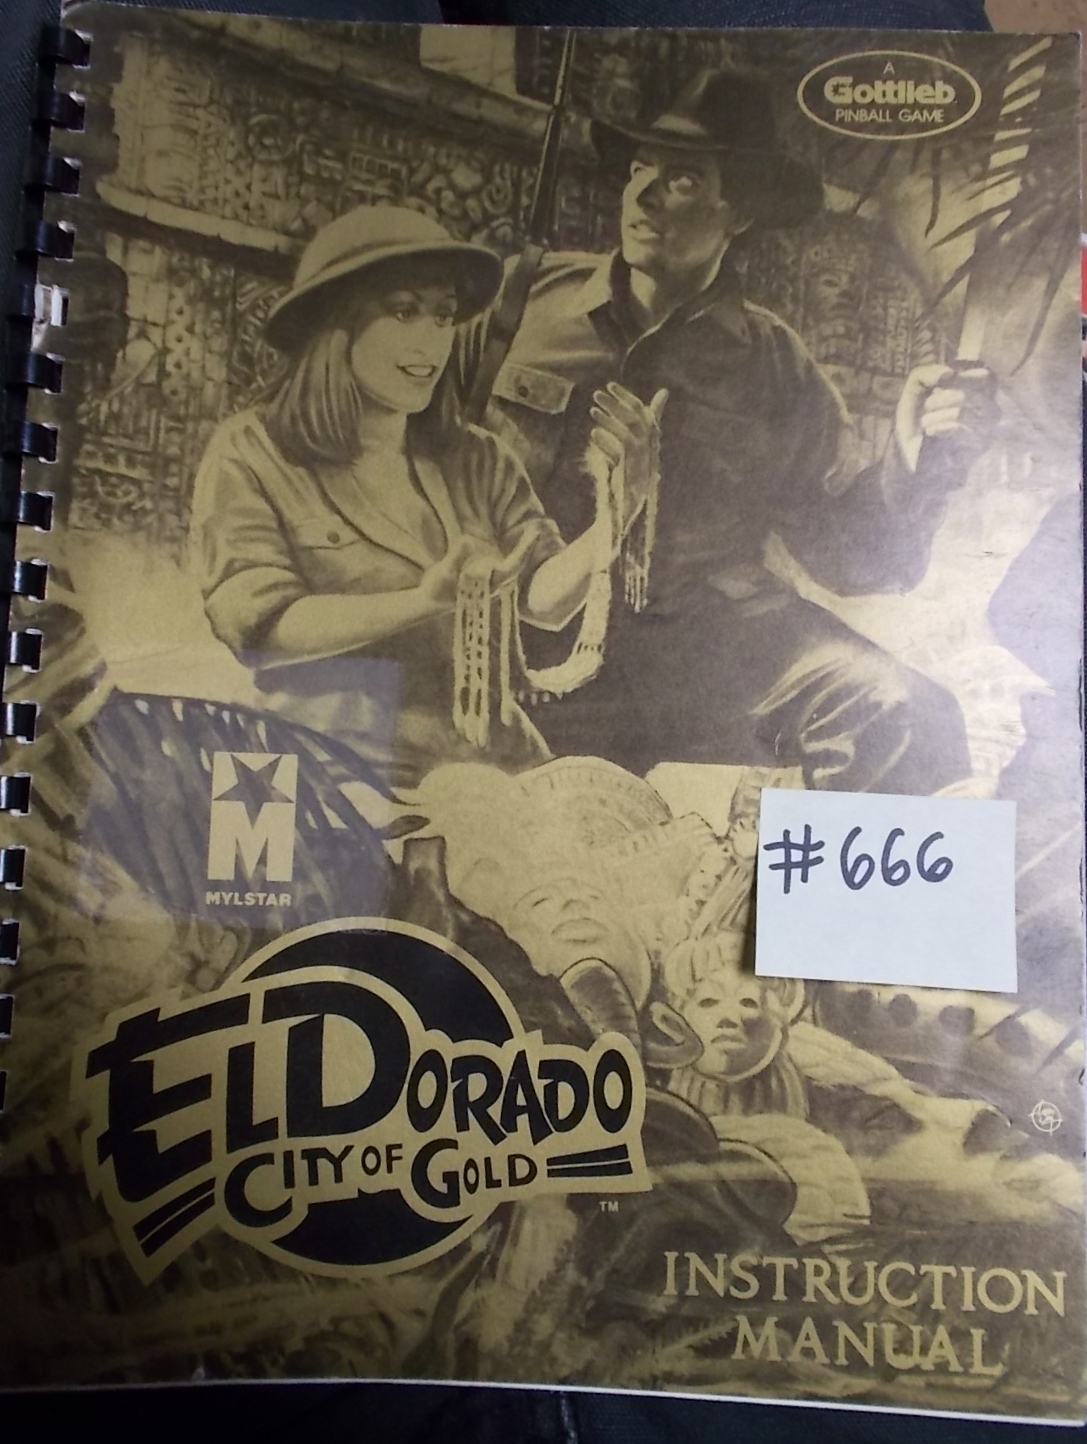 A
Gottlieb
PINBALL GAME
MYLSTAR
#666
EL DORADO
CITY OF GOLD
TM
INSTRUCTION
MANUAL